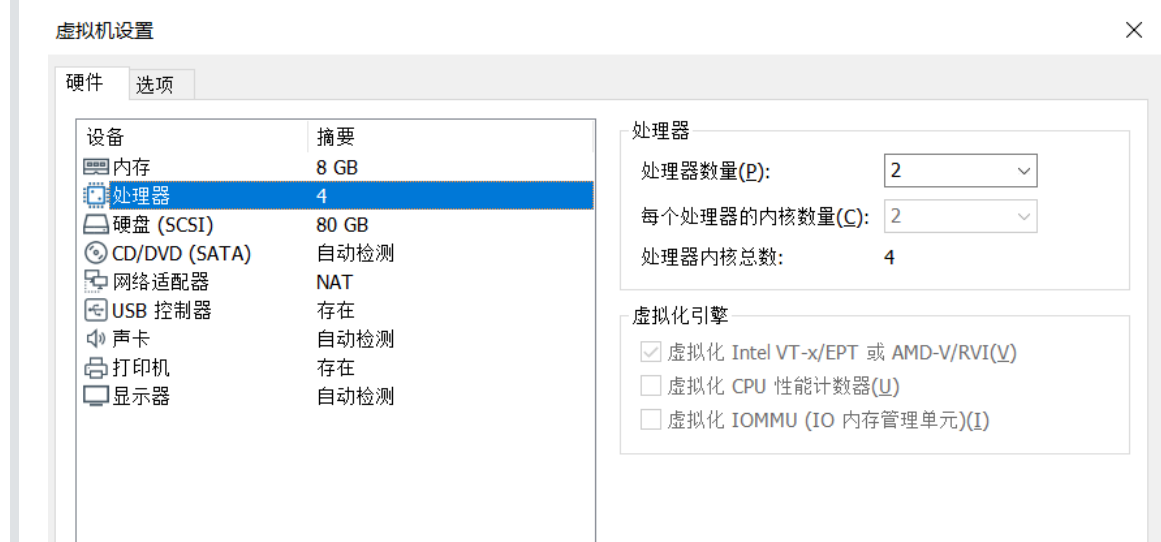 虚拟机设置
硬件 选项
设备 摘要
内存 8 GB
处理器 4
硬盘 (SCSI) 80 GB
CD/DVD (SATA) 自动检测
网络适配器 NAT
USB 控制器 存在
声卡 自动检测
打印机 存在
显示器 自动检测
处理器
处理器数量(P): 2
每个处理器的内核数量(C): 2
处理器内核总数: 4
虚拟化引擎
虚拟化 Intel VT-x/EPT 或 AMD-V/RVI(V)
虚拟化 CPU 性能计数器(U)
虚拟化 IOMMU (IO 内存管理单元)(I)